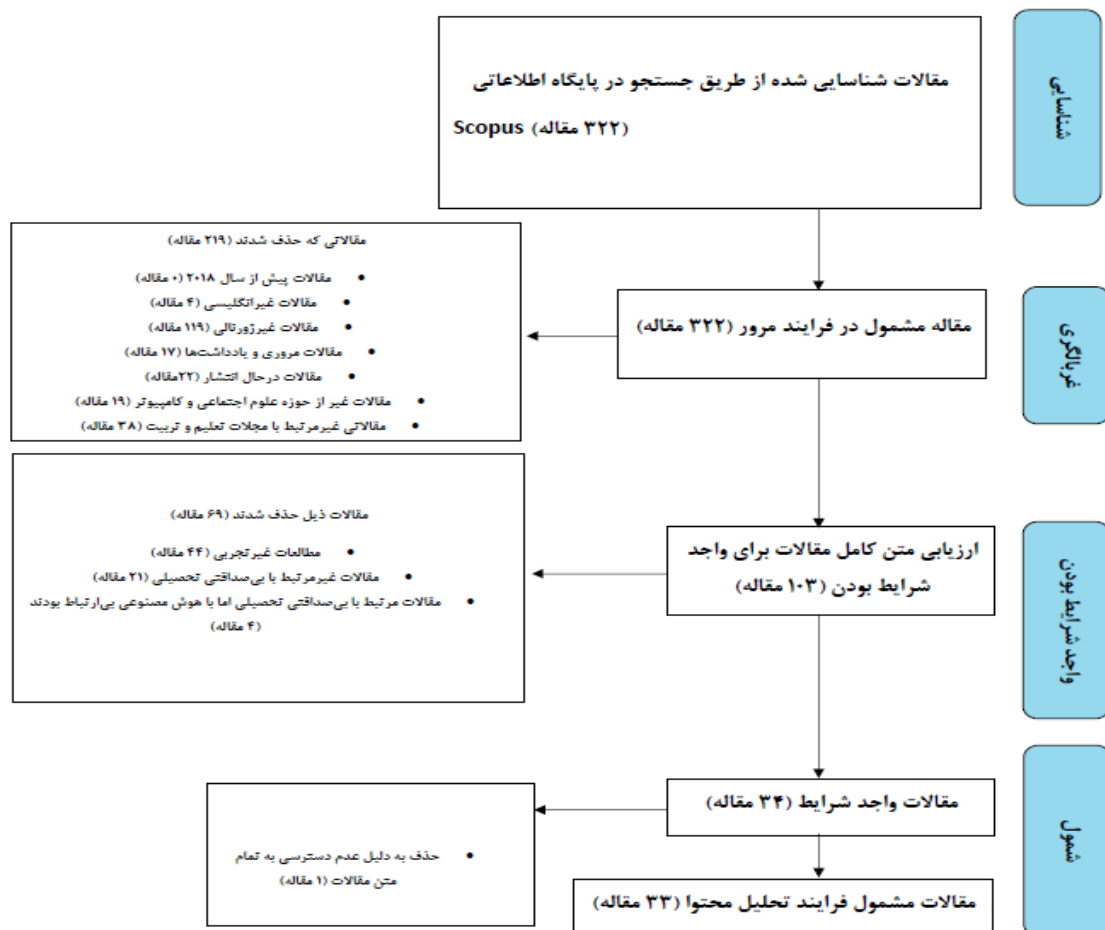 شناسایی
مقالات شناسایی شده از طریق جستجو در پایگاه اطلاعاتی
Scopus (۳۲۲ مقاله)
غربالگری
مقاله مشمول در فرایند مرور (۳۲۲ مقاله)
مقالاتی که حذف شدند (۲۱۹ مقاله)
• مقالات پیش از سال ۲۰۱۸ (۰ مقاله)
• مقالات غیرانگلیسی (۴ مقاله)
• مقالات غیرژورنالی (۱۱۹ مقاله)
• مقالات مروری و یادداشت‌ها (۱۷ مقاله)
• مقالات درحال انتشار (۲۲مقاله)
• مقالات غیر از حوزه علوم اجتماعی و کامپیوتر (۱۹ مقاله)
• مقالاتی غیرمرتبط با مجلات تعلیم و تربیت (۳۸ مقاله)
واجد شرایط بودن
ارزیابی متن کامل مقالات برای واجد
شرایط بودن (۱۰۳ مقاله)
مقالات ذیل حذف شدند (۶۹ مقاله)
• مطالعات غیرتجربی (۴۴ مقاله)
• مقالات غیرمرتبط با بی‌صداقتی تحصیلی (۲۱ مقاله)
• مقالات مرتبط با بی‌صداقتی تحصیلی اما با هوش مصنوعی بی‌ارتباط بودند
(۴ مقاله)
شمول
مقالات واجد شرایط (۳۴ مقاله)
• حذف به دلیل عدم دسترسی به تمام
متن مقالات (۱ مقاله)
مقالات مشمول فرایند تحلیل محتوا (۳۳ مقاله)